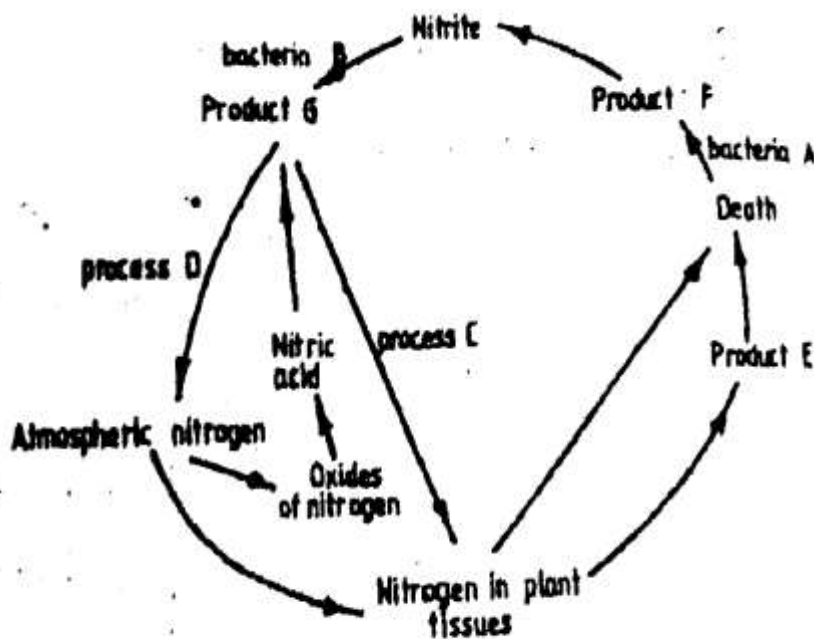 Nitrite
bacteria B
Product G
Product F
bacteria A
Death
process D
Nitric
acid
process C
Product E
Atmospheric nitrogen
Oxides
of nitrogen
Nitrogen in plant
tissues